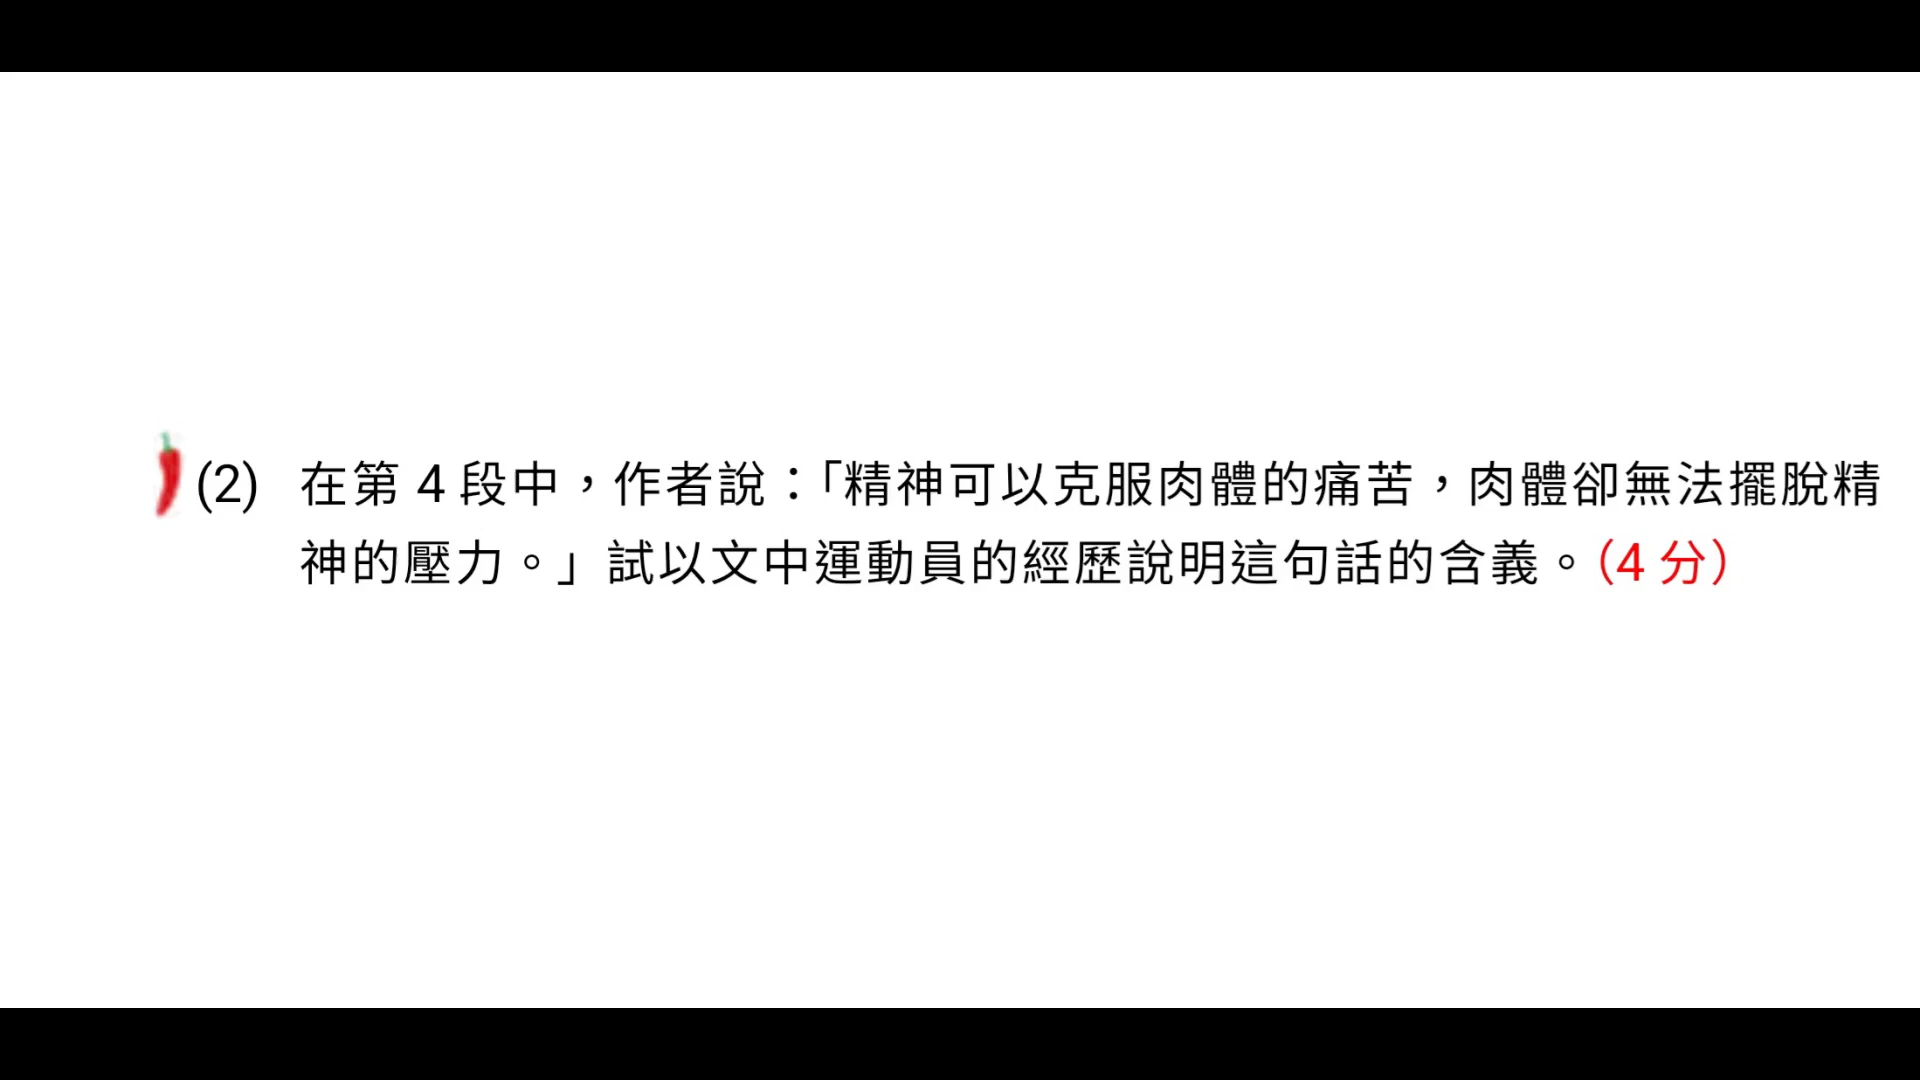 (2) 在第 4 段中，作者說：「精神可以克服肉體的痛苦，肉體卻無法擺脫精
神的壓力。」試以文中運動員的經歷說明這句話的含義。（4 分）